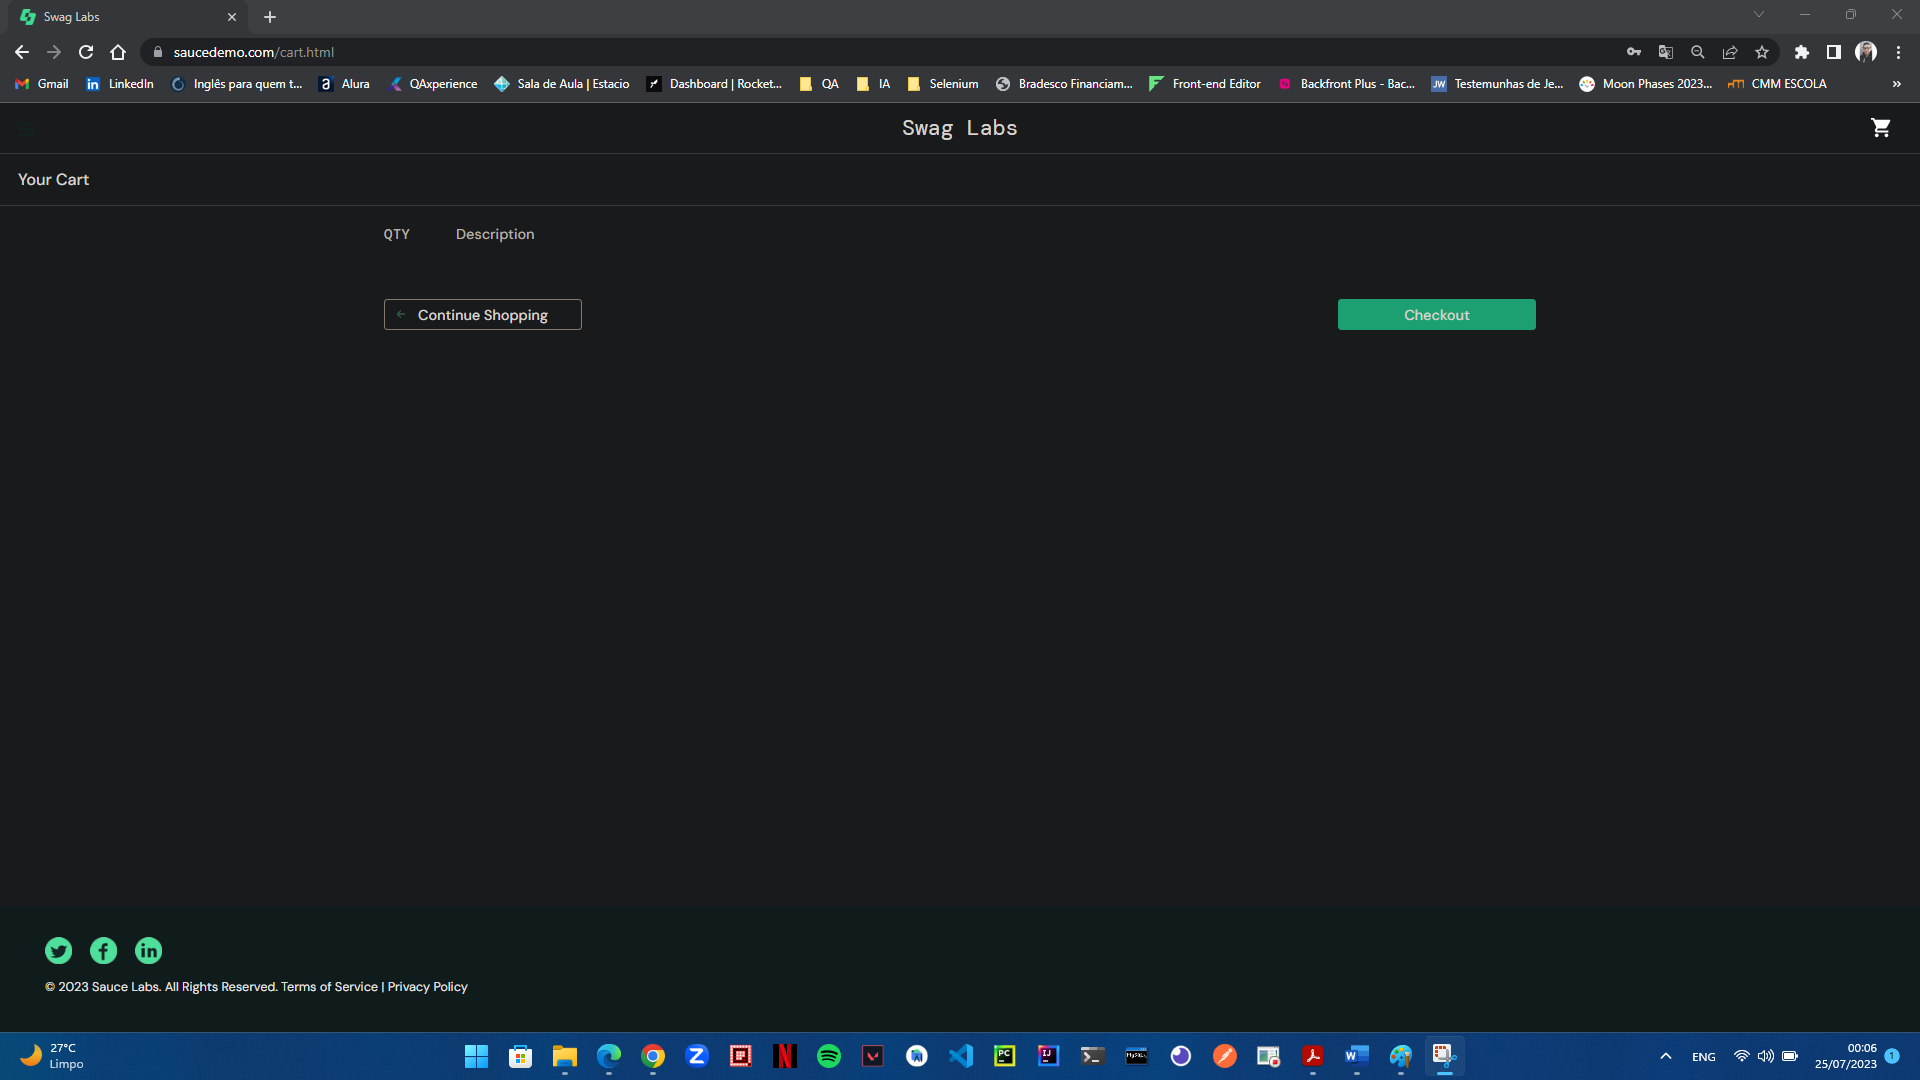 Swag Labs
saucedemo.com/cart.html
Gmail LinkedIn Inglês para quem t... Alura QAxperience Sala de Aula | Estacio Dashboard | Rocket... QA IA Selenium Bradesco Financiam... Front-end Editor Backfront Plus - Bac... JW Testemunhas de Je... Moon Phases 2023... CMM ESCOLA »
Swag Labs
Your Cart
QTY Description
Continue Shopping Checkout
© 2023 Sauce Labs. All Rights Reserved. Terms of Service | Privacy Policy
27°C
Limpo
ENG
00:06
25/07/2023
1